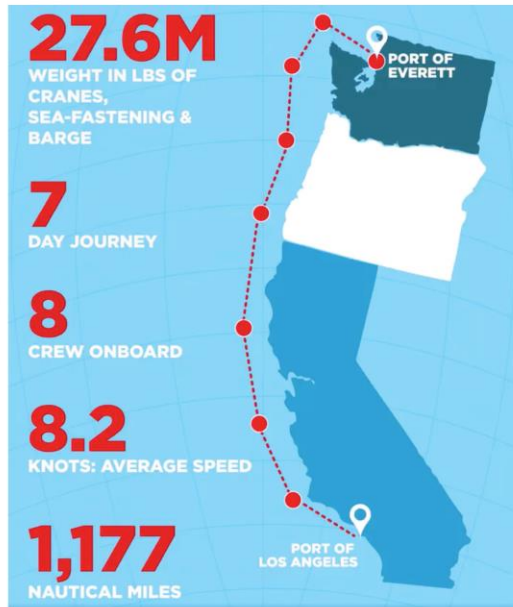 27.6M
WEIGHT IN LBS OF
CRANES,
SEA-FASTENING &
BARGE
PORT OF
EVERETT
7
DAY JOURNEY
8
CREW ONBOARD
8.2
KNOTS: AVERAGE SPEED
1,177
NAUTICAL MILES
PORT OF
LOS ANGELES